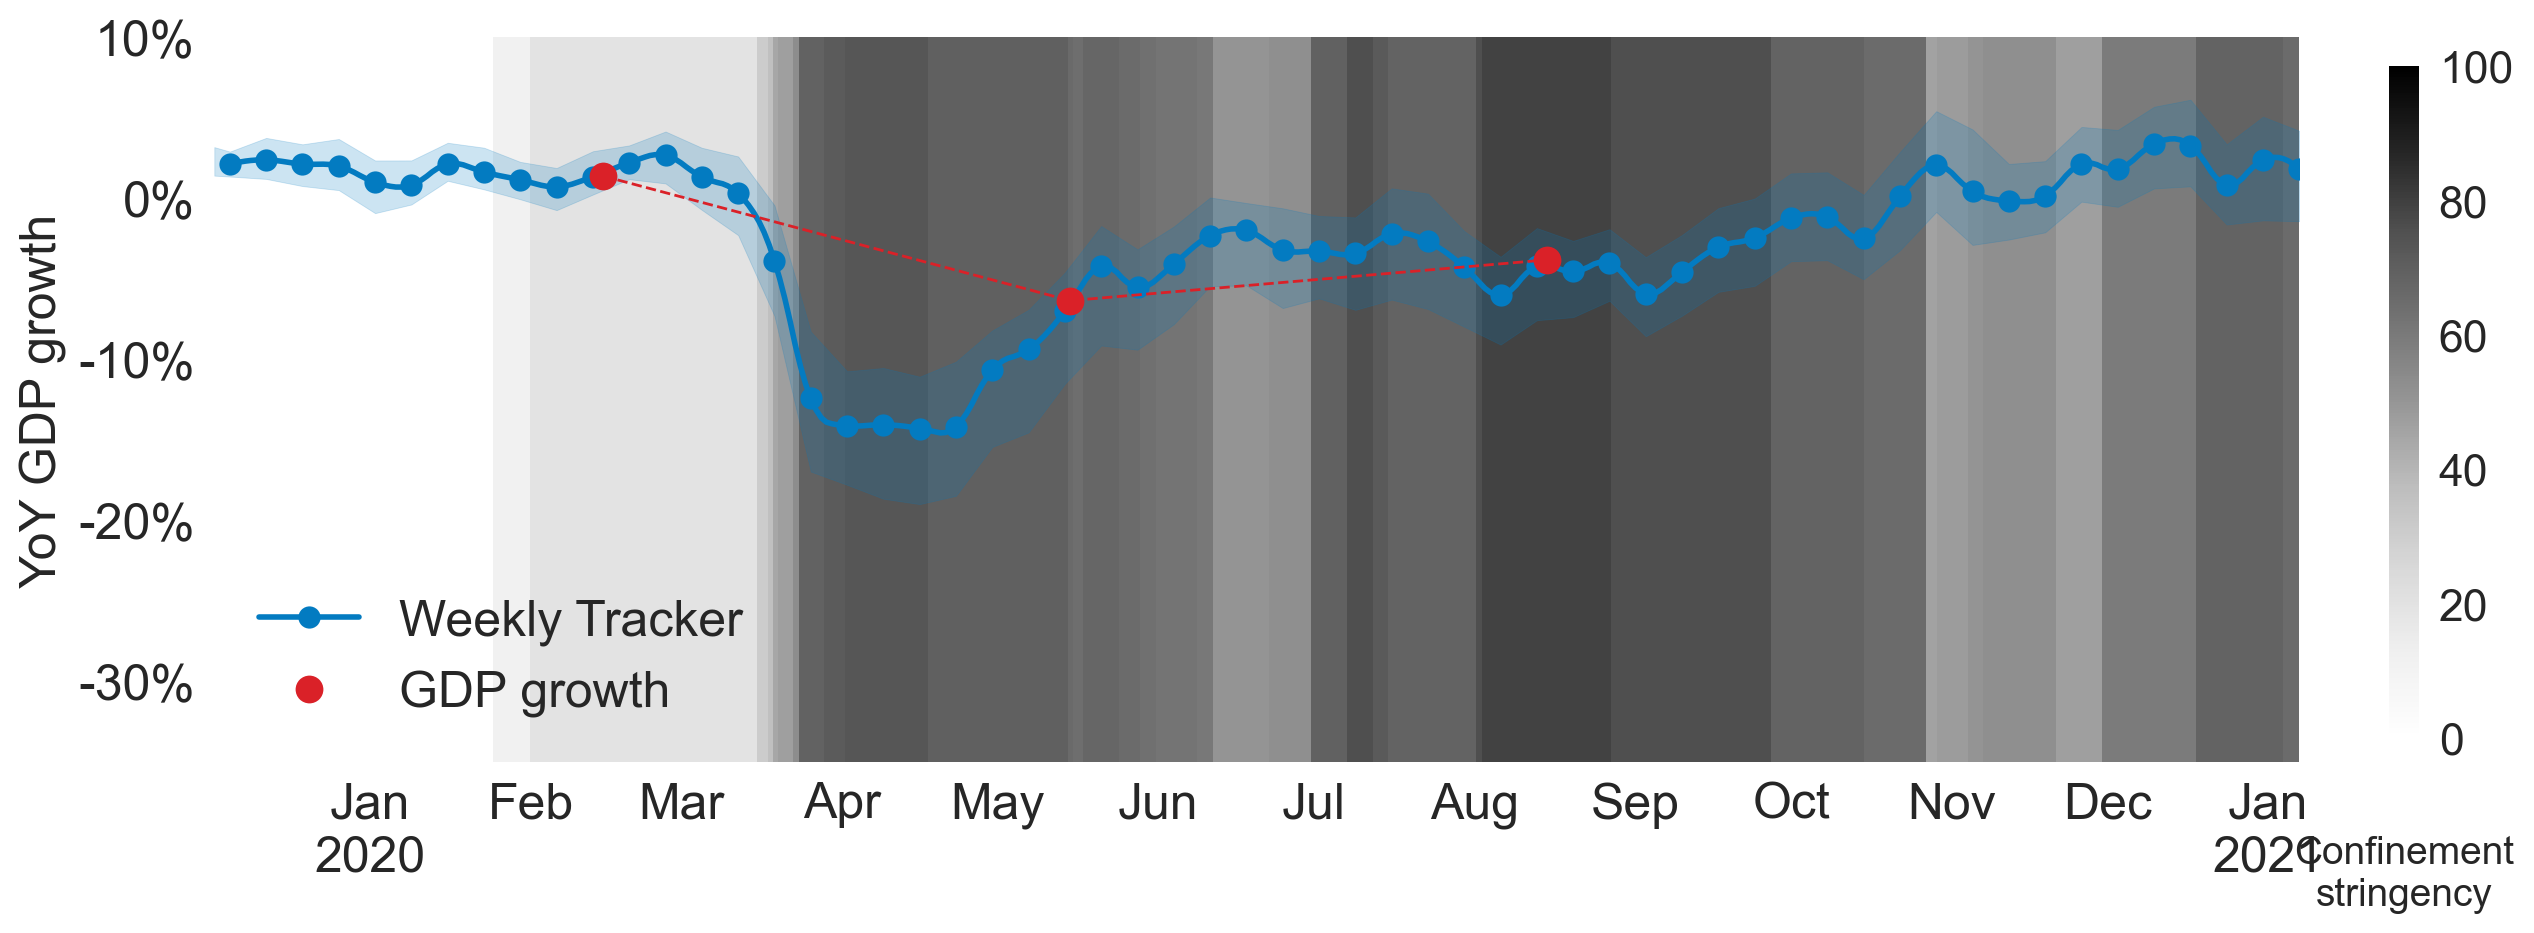 10%
0%
-10%
-20%
-30%
YoY GDP growth
Weekly Tracker
GDP growth
Jan
2020
Feb
Mar
Apr
May
Jun
Jul
Aug
Sep
Oct
Nov
Dec
Jan
2021
100
80
60
40
20
0
Confinement
stringency